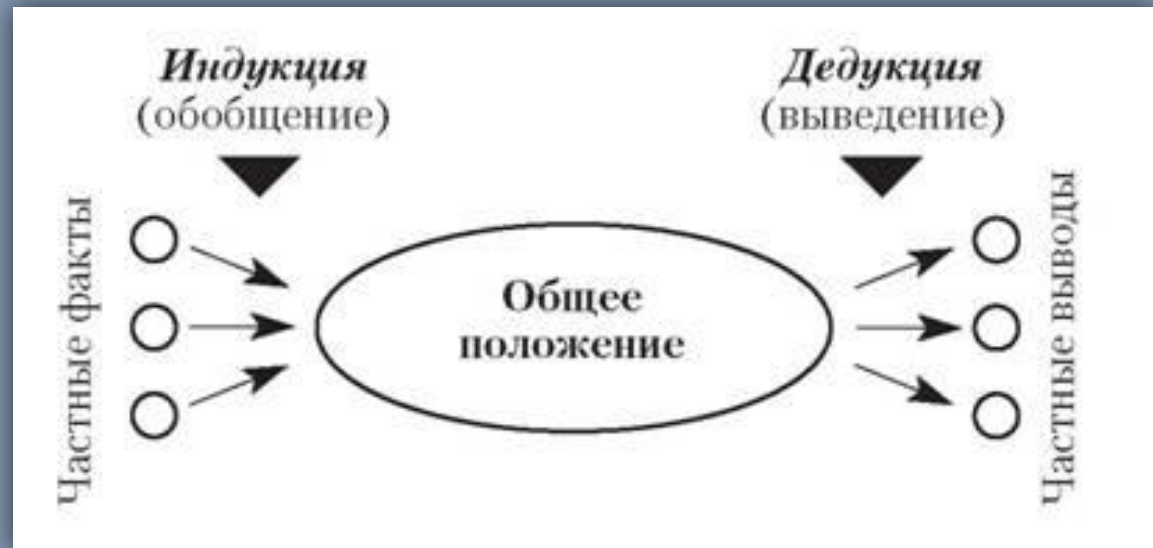 Индукция
(обобщение)
Дедукция
(выведение)
Частные факты
Общее
положение
Частные выводы